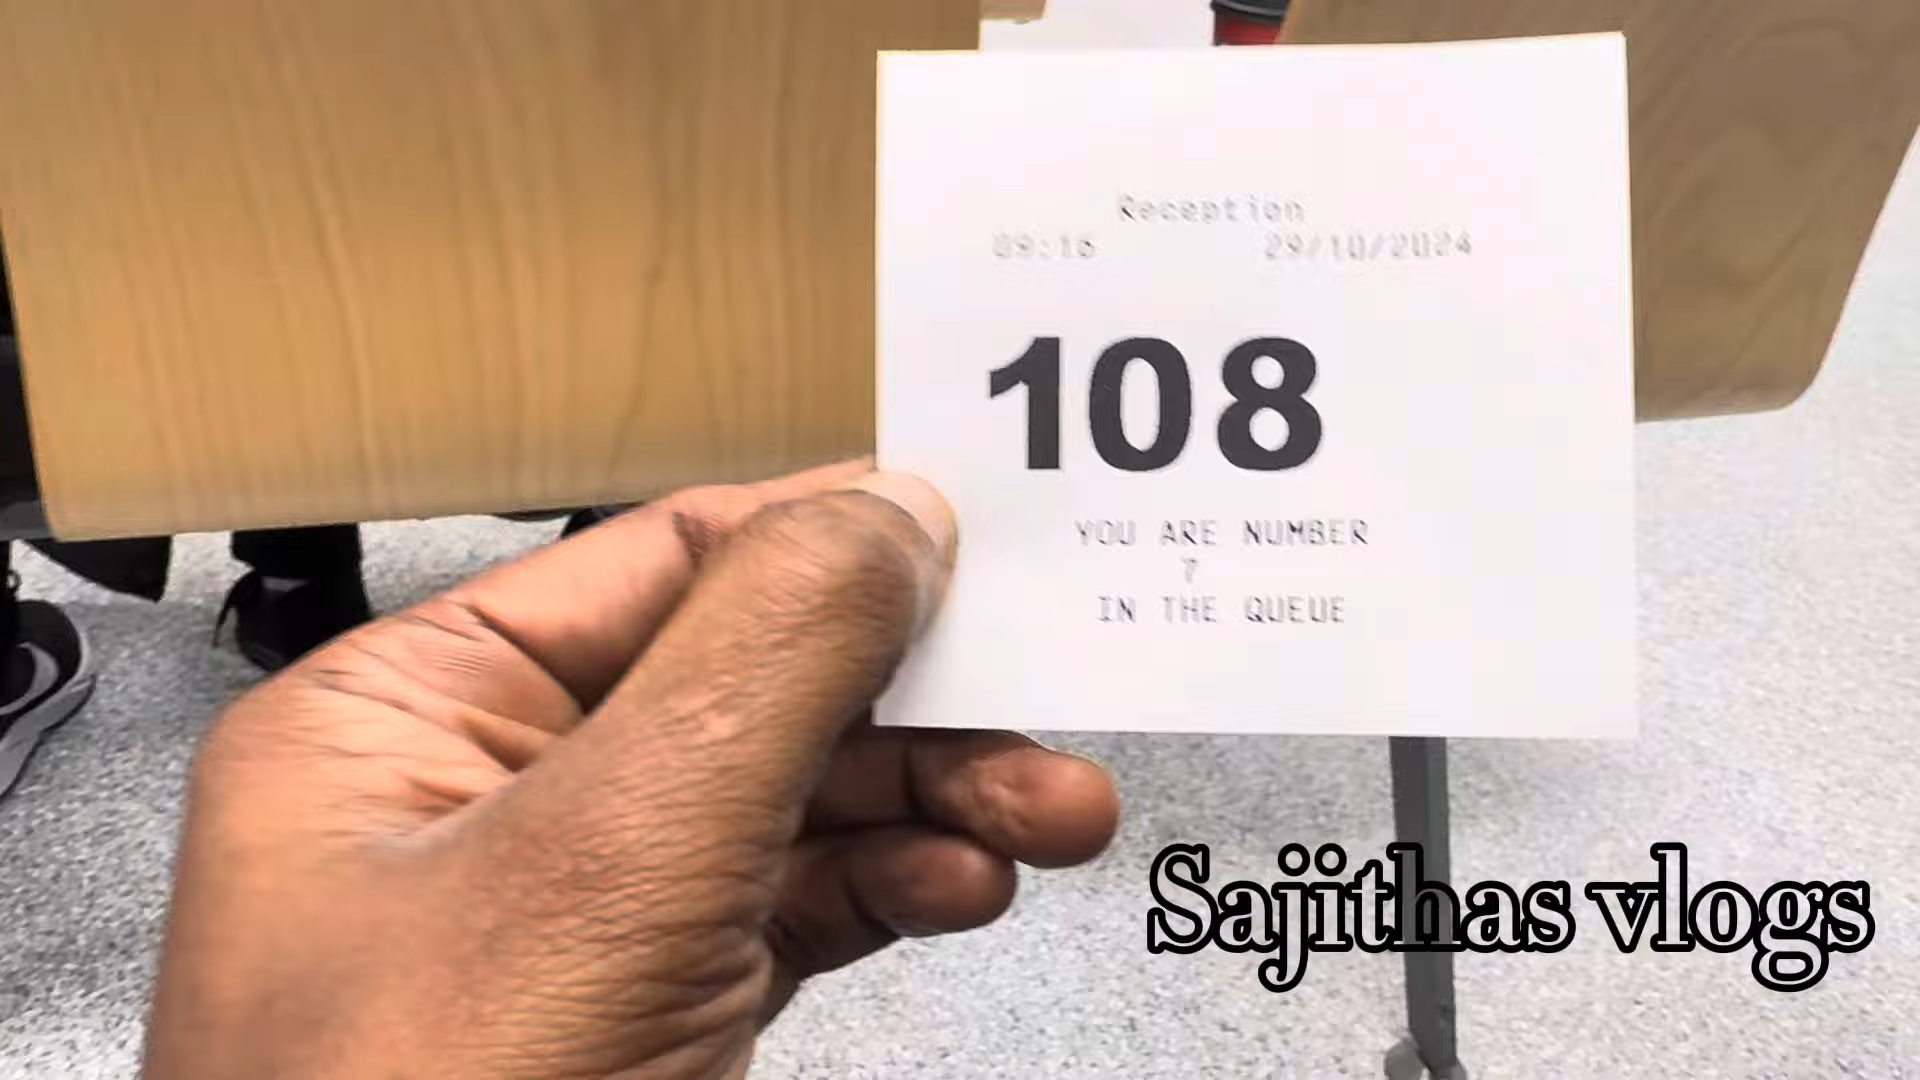 Reception
09:16 29/10/2024
108
YOU ARE NUMBER
7
IN THE QUEUE
Sajithas vlogs